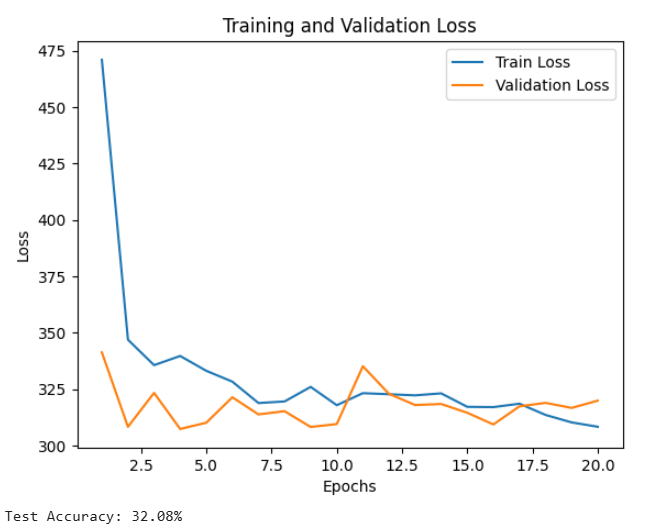 Training and Validation Loss
475
450
425
400
375
350
325
300
Loss
Train Loss
Validation Loss
2.5 5.0 7.5 10.0 12.5 15.0 17.5 20.0
Epochs
Test Accuracy: 32.08%